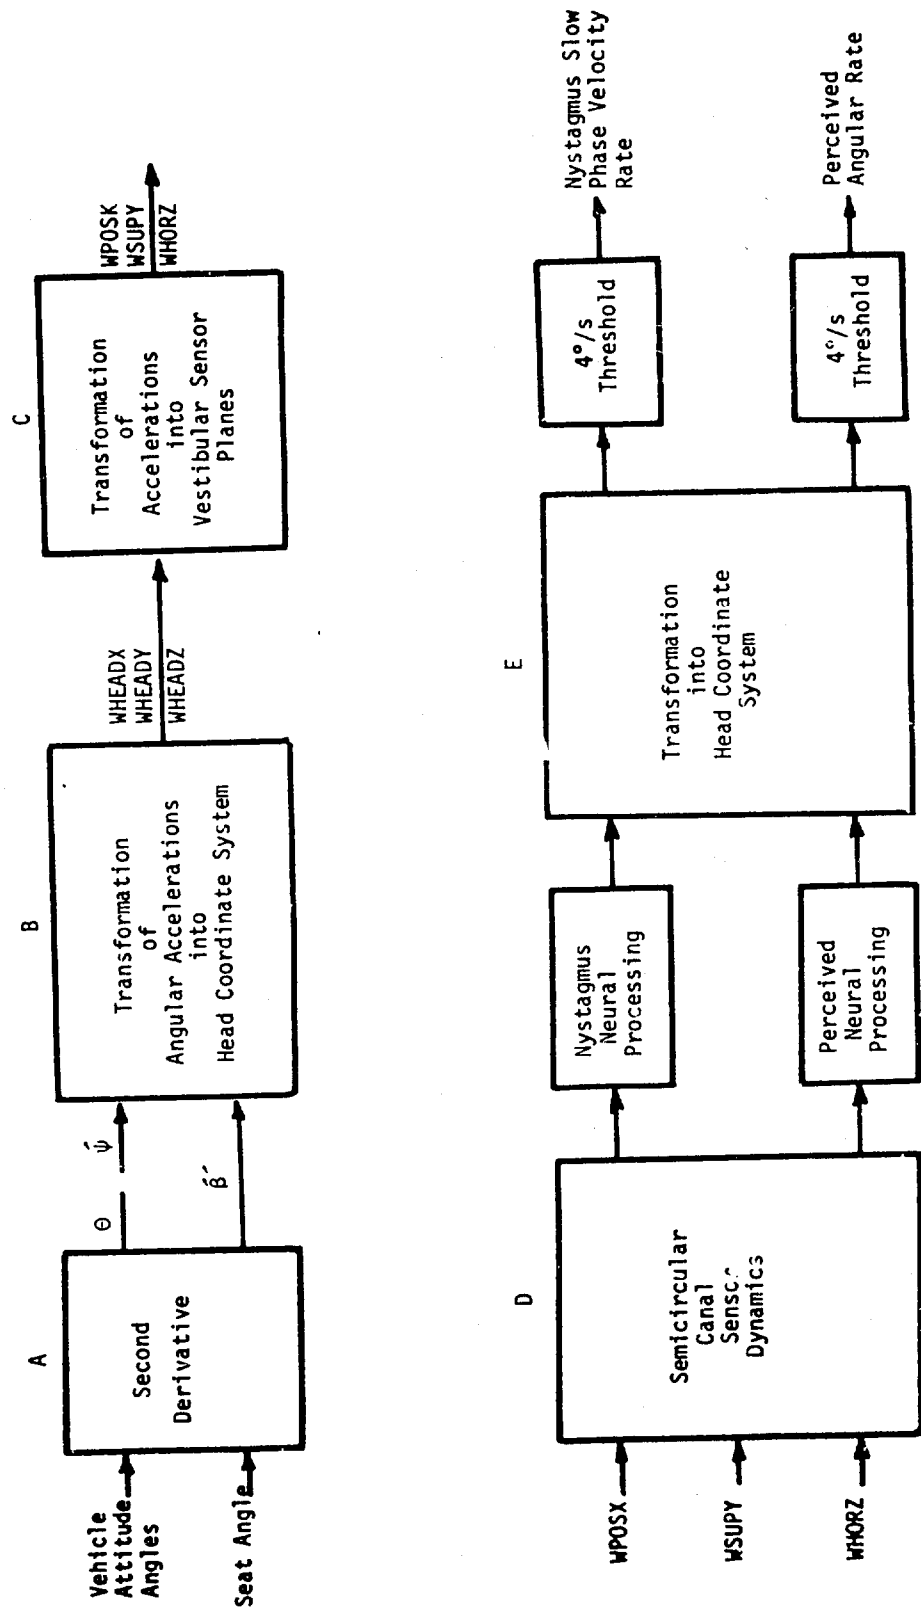 A
Vehicle
Attitude
Angles
Seat Angle
Second
Derivative
θ
ψ́
β́
B
Transformation
of
Angular Accelerations
into
Head Coordinate System
WHEADX
WHEADY
WHEADZ
C
Transformation
of
Accelerations
into
Vestibular Sensor
Planes
WPOSK
WSUPY
WHORZ
D
WPOSX
WSUPY
WHORZ
Semicircular
Canal
Dynamics
Nystagmus
Neural
Processing
Perceived
Neural
Processing
E
Transformation
into
Head Coordinate
System
4°/s
Threshold
4°/s
Threshold
Nystagmus Slow
Phase Velocity
Rate
Perceived
Angular Rate